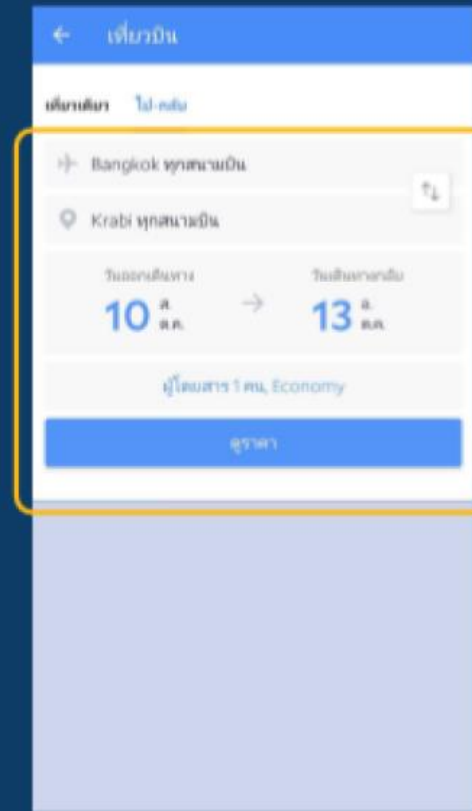 เที่ยวบิน
เที่ยวเดียว ไป-กลับ
Bangkok ทุกสนามบิน
Krabi ทุกสนามบิน
วันออกเดินทาง วันเดินทางกลับ
10 ส. ต.ค. 13 อ. ต.ค.
ผู้โดยสาร 1 คน, Economy
ดูราคา